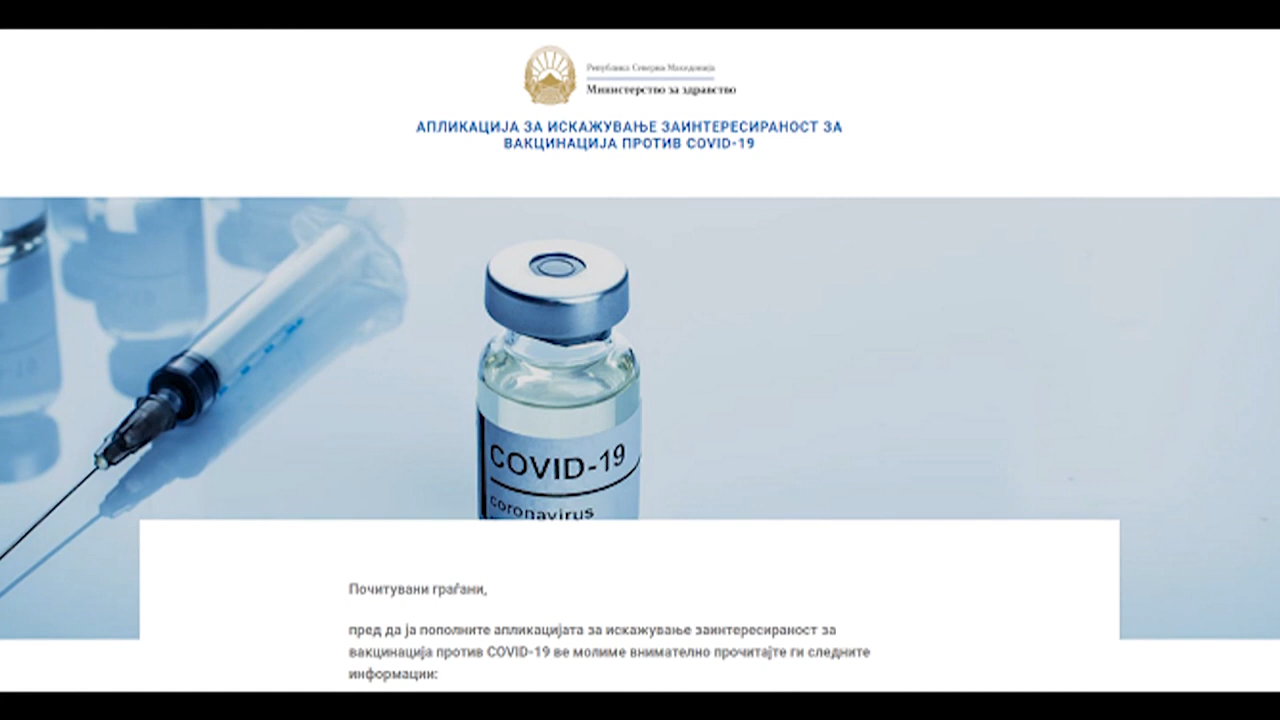 Република Северна Македонија
Министерство за здравство
АПЛИКАЦИЈА ЗА ИСКАЖУВАЊЕ ЗАИНТЕРЕСИРАНОСТ ЗА
ВАКЦИНАЦИЈА ПРОТИВ COVID-19
COVID-19
coronavirus
Почитувани граѓани,
пред да ја пополните апликацијата за искажување заинтересираност за
вакцинација против COVID-19 ве молиме внимателно прочитајте ги следните
информации: